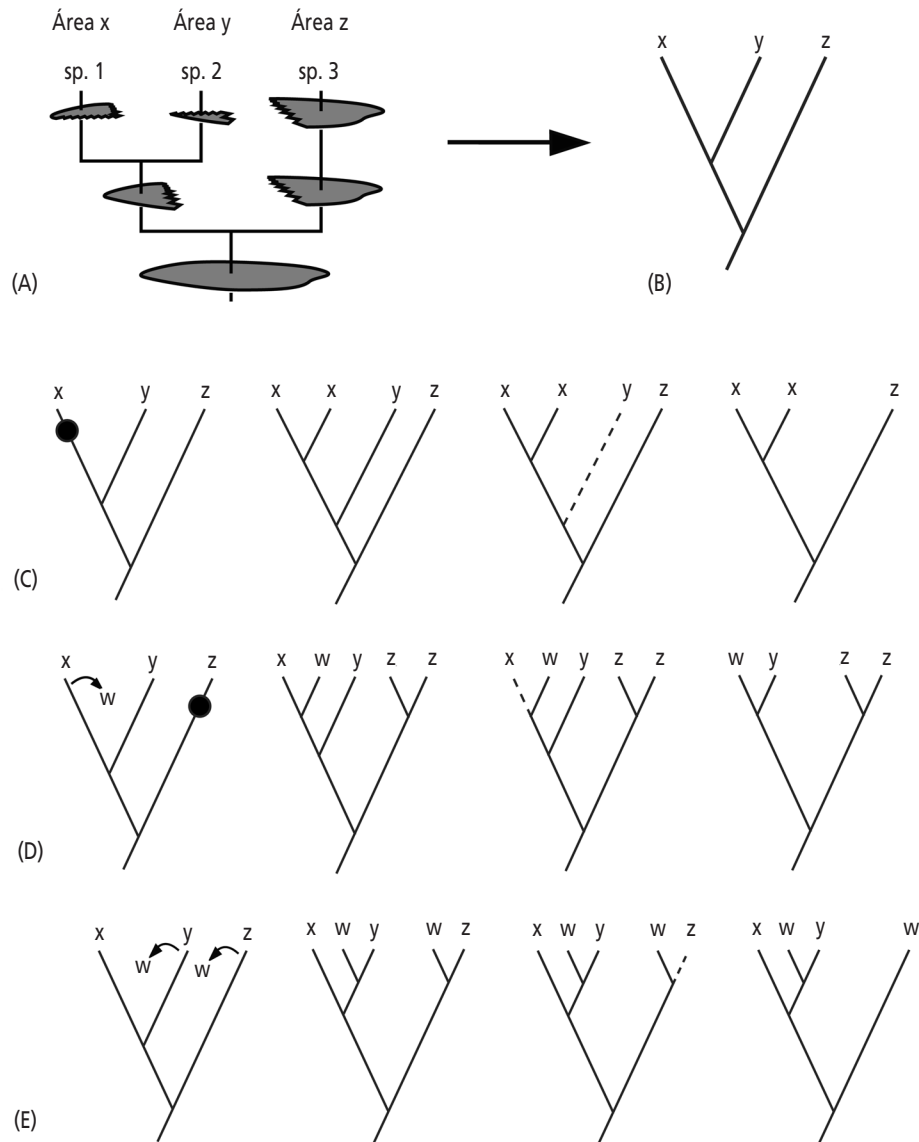 Área x Área y Área z
sp. 1 sp. 2 sp. 3
x y z
(A) (B)
x y z x x y z x x y z x x z
(C)
x y z x w y z z x w y z z w y z z
w
(D)
x y z x w y w z x w y w z x w y w
w w
(E)